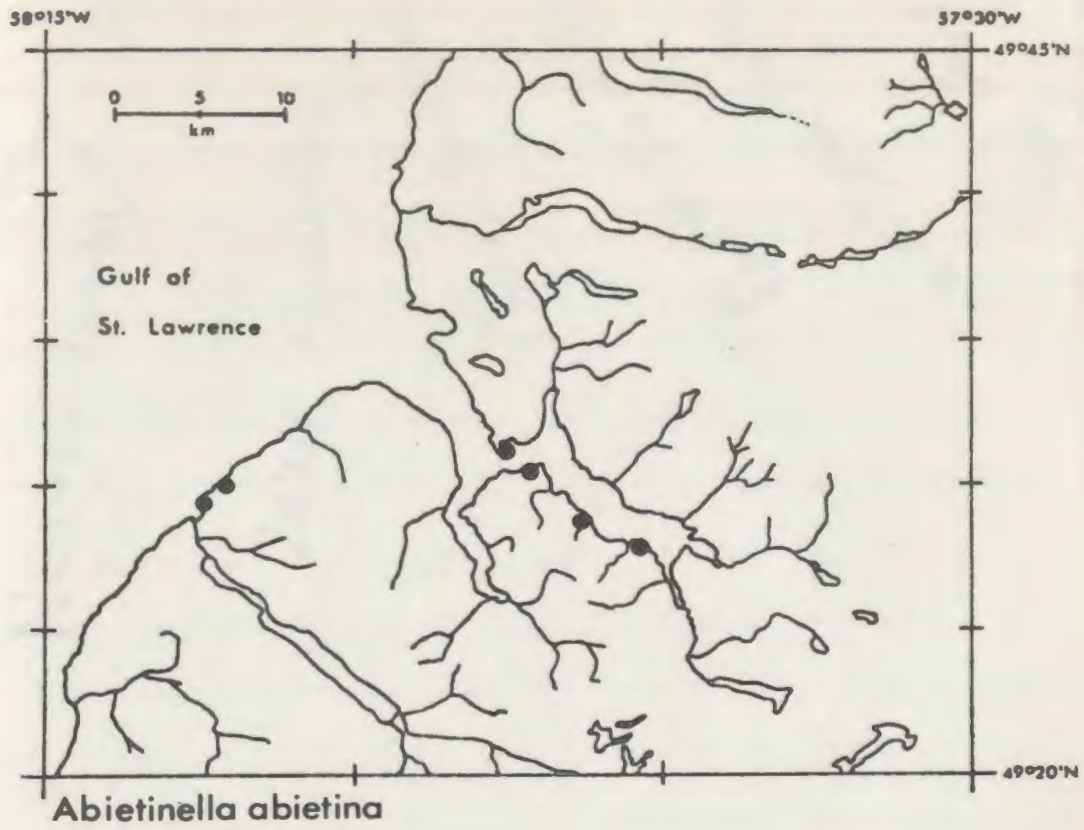 58°15'W
57°30'W
49°45'N
0 5 10
km
Gulf of
St. Lawrence
49°20'N
Abietinella abietina